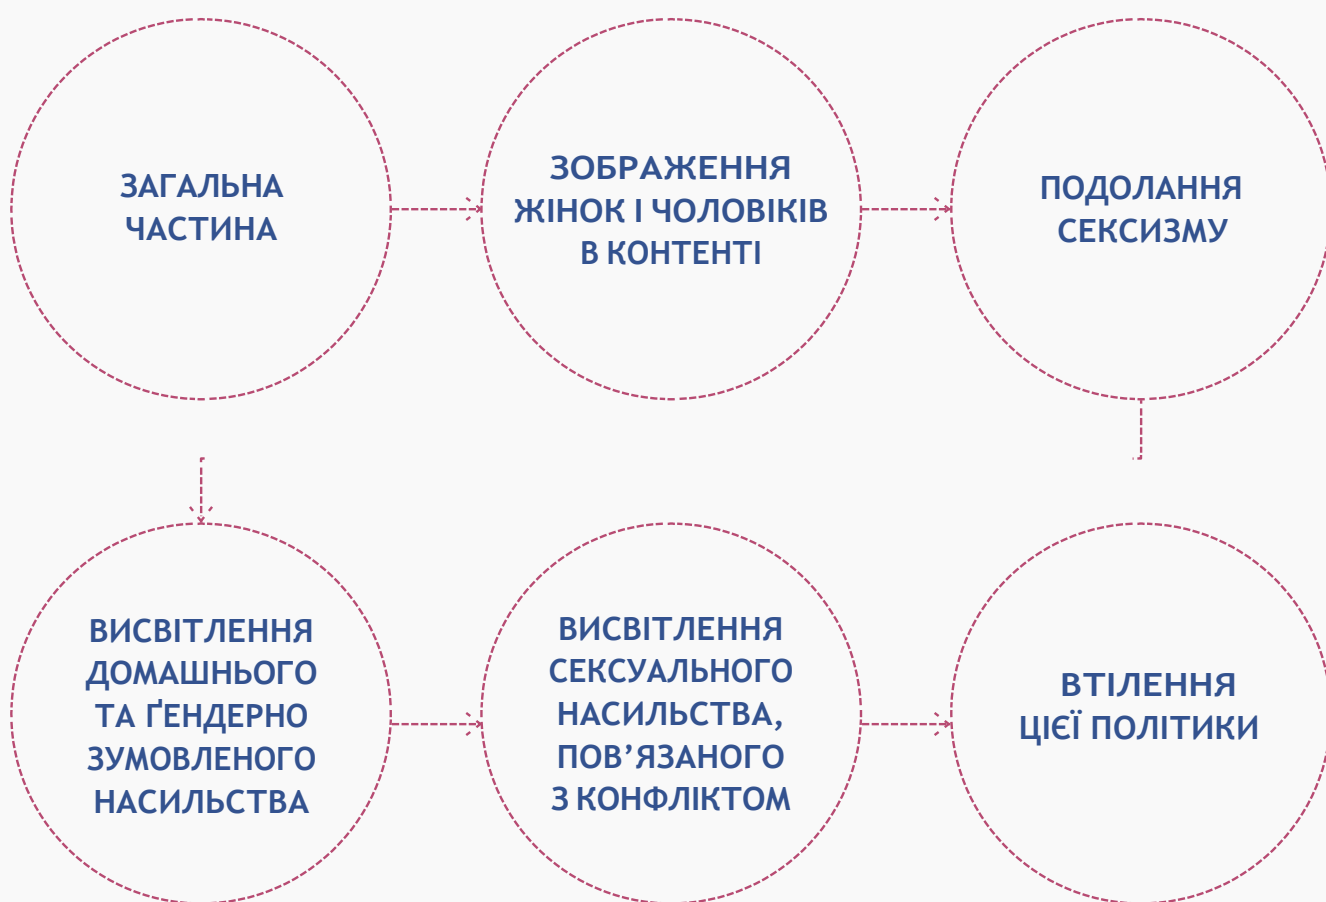 ЗАГАЛЬНА
ЧАСТИНА
ЗОБРАЖЕННЯ
ЖІНОК І ЧОЛОВІКІВ
В КОНТЕНТІ
ПОДОЛАННЯ
СЕКСИЗМУ
ВИСВІТЛЕННЯ
ДОМАШНЬОГО
ТА ҐЕНДЕРНО
ЗУМОВЛЕНОГО
НАСИЛЬСТВА
ВИСВІТЛЕННЯ
СЕКСУАЛЬНОГО
НАСИЛЬСТВА,
ПОВ’ЯЗАНОГО
З КОНФЛІКТОМ
ВТІЛЕННЯ
ЦІЄЇ ПОЛІТИКИ